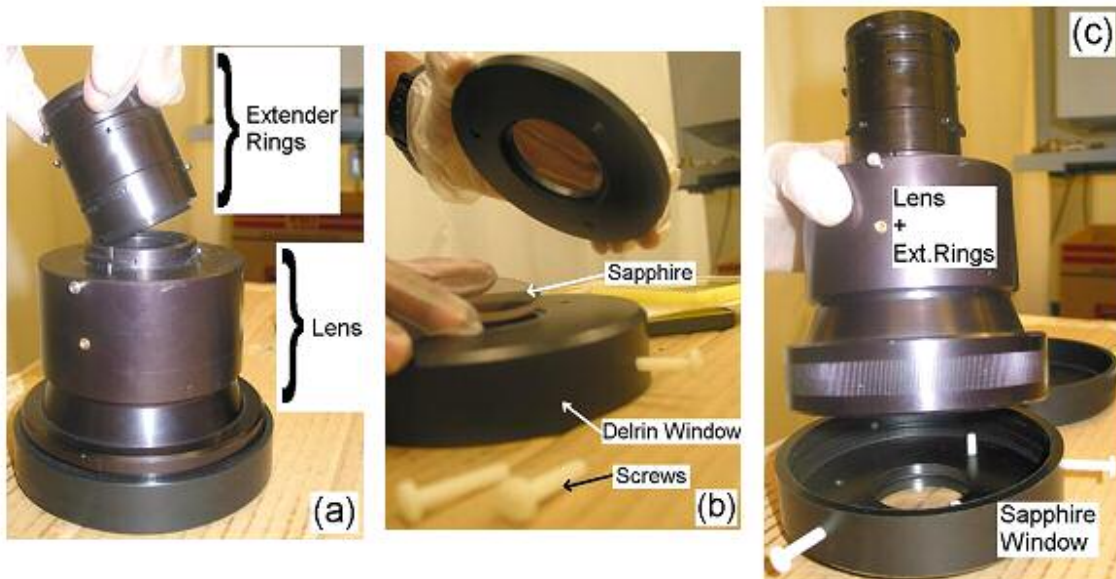 Extender
Rings
Lens
(a)
Sapphire
Delrin Window
Screws
(b)
(c)
Lens
+
Ext.Rings
Sapphire
Window